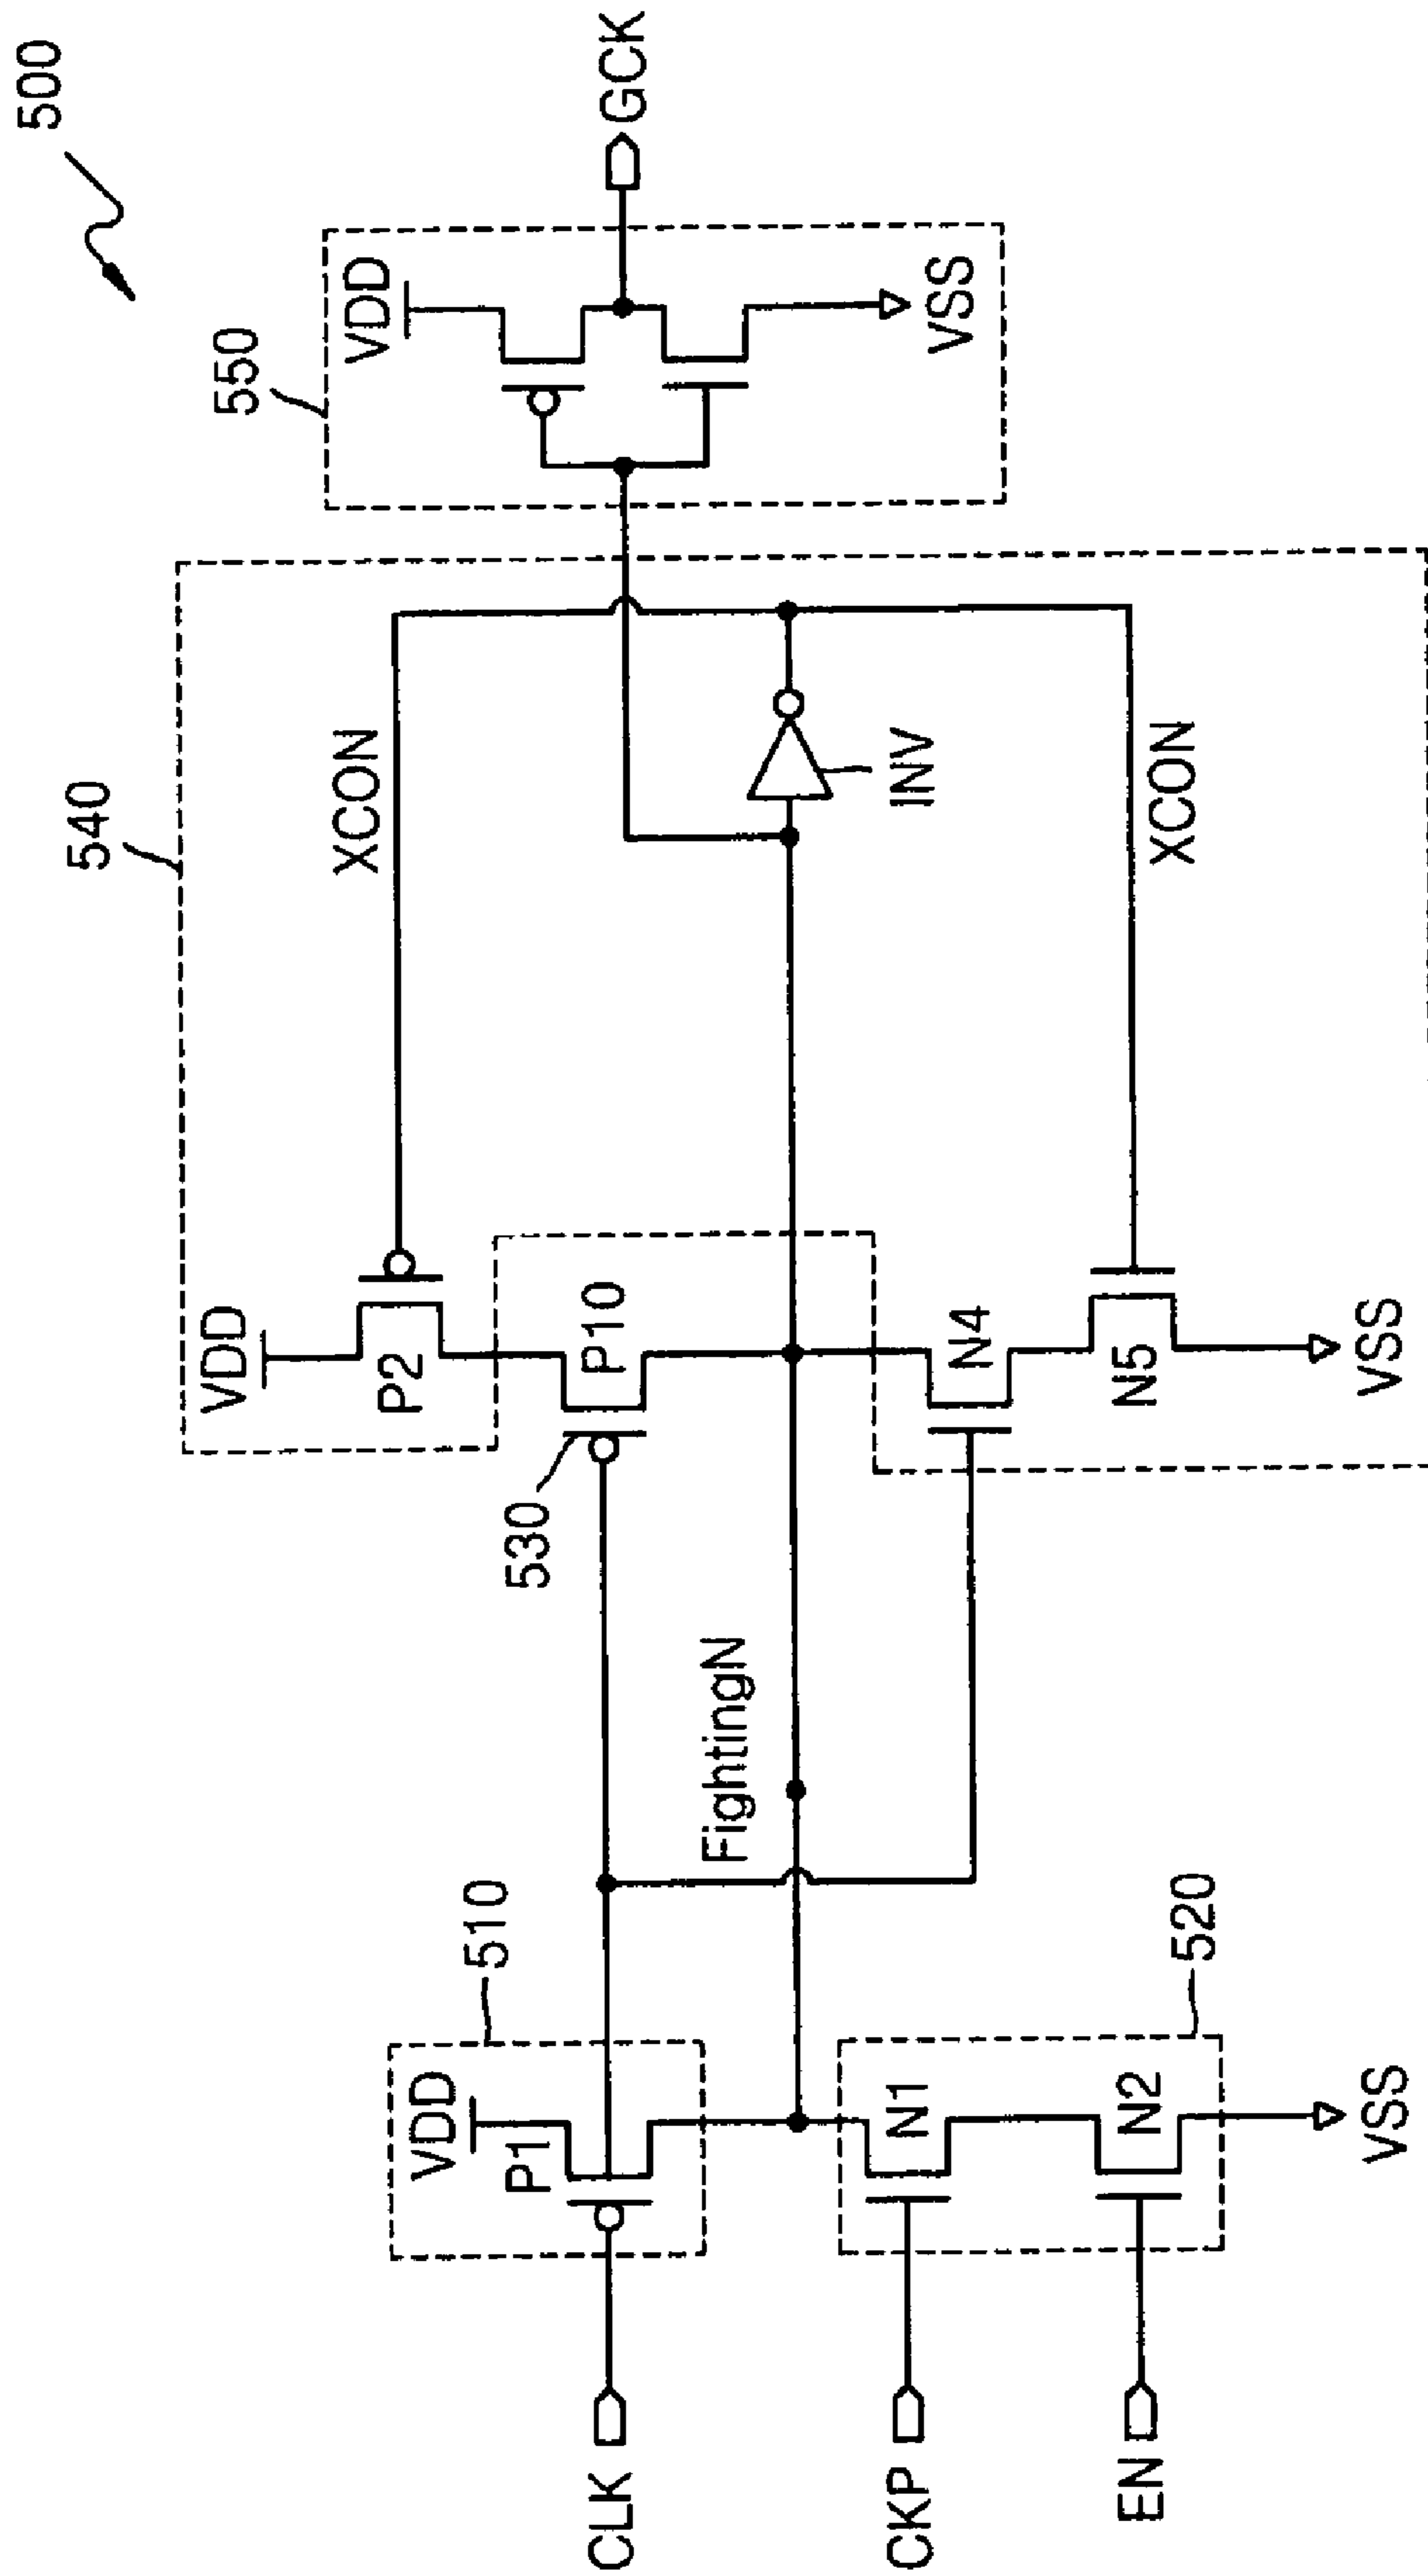 500
540
550
VDD
XCON
VDD
GCK
P2
530
P10
510
VDD
P1
FightingN
INV
VSS
CLK
N1
N4
CKP
N2
520
N5
XCON
EN
VSS
VSS